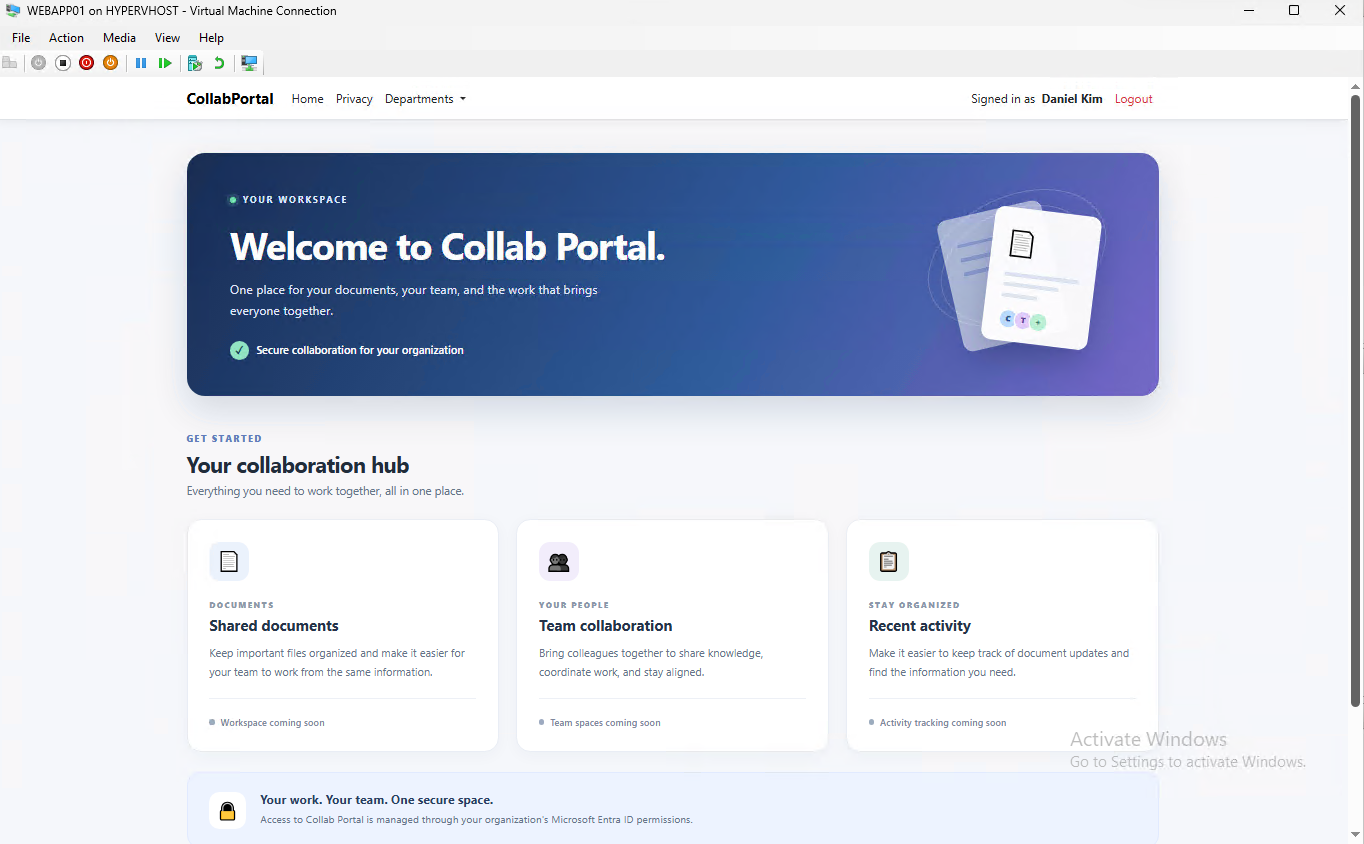 WEBAPP01 on HYPERVHOST - Virtual Machine Connection
File Action Media View Help
CollabPortal Home Privacy Departments Signed in as Daniel Kim Logout
YOUR WORKSPACE
Welcome to Collab Portal.
One place for your documents, your team, and the work that brings
everyone together.
✓ Secure collaboration for your organization
C T +
GET STARTED
Your collaboration hub
Everything you need to work together, all in one place.
DOCUMENTS
Shared documents
Keep important files organized and make it easier for
your team to work from the same information.
Workspace coming soon
YOUR PEOPLE
Team collaboration
Bring colleagues together to share knowledge,
coordinate work, and stay aligned.
Team spaces coming soon
STAY ORGANIZED
Recent activity
Make it easier to keep track of document updates and
find the information you need.
Activity tracking coming soon
Activate Windows
Go to Settings to activate Windows.
Your work. Your team. One secure space.
Access to Collab Portal is managed through your organization's Microsoft Entra ID permissions.